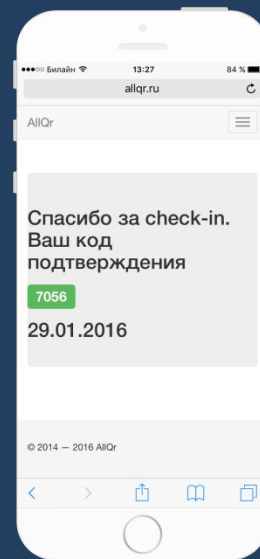 Билайн 13:27 84 %
allqr.ru
AllQr
Спасибо за check-in.
Ваш код
подтверждения
7056
29.01.2016
© 2014 — 2016 AllQr